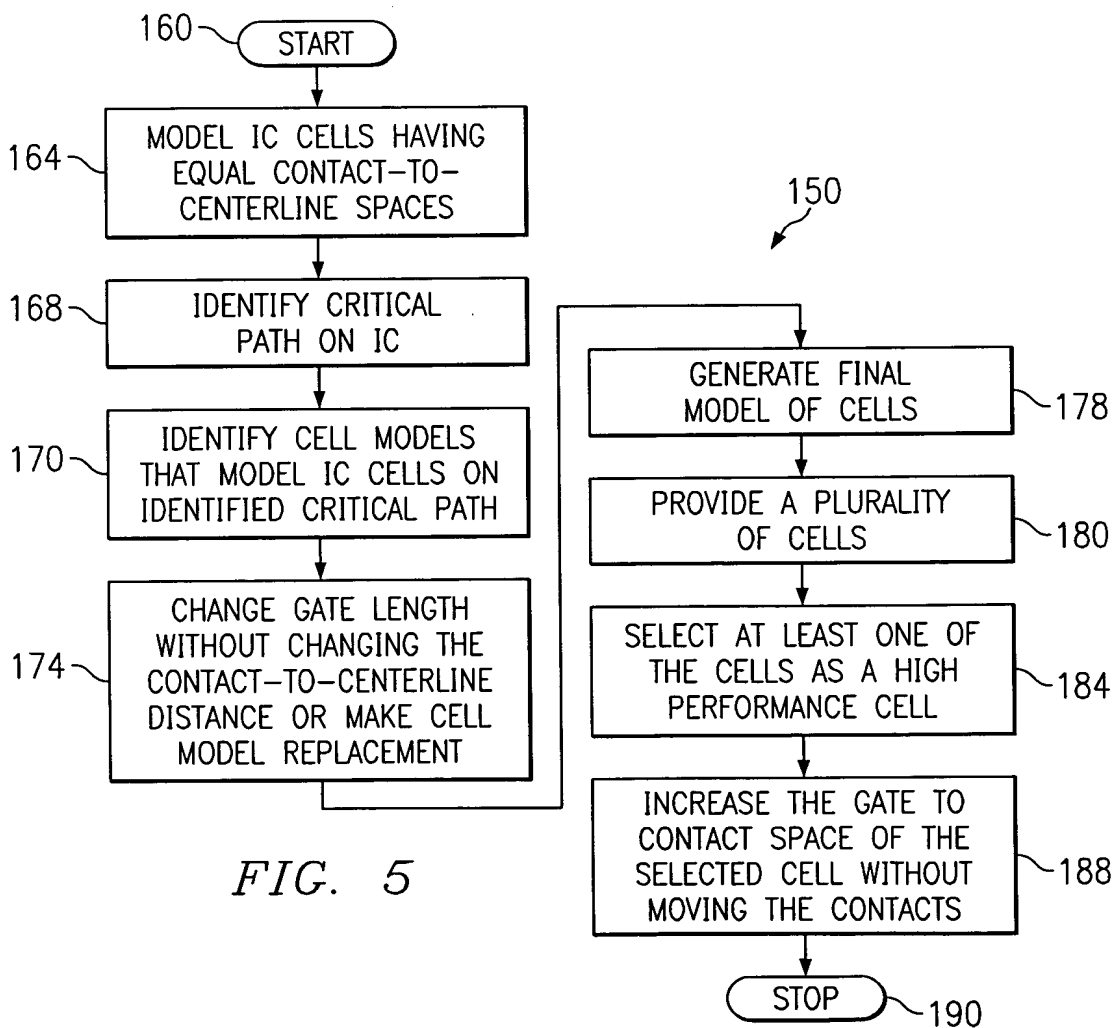 160
START
164
MODEL IC CELLS HAVING
EQUAL CONTACT-TO-
CENTERLINE SPACES
168
IDENTIFY CRITICAL
PATH ON IC
170
IDENTIFY CELL MODELS
THAT MODEL IC CELLS ON
IDENTIFIED CRITICAL PATH
174
CHANGE GATE LENGTH
WITHOUT CHANGING THE
CONTACT-TO-CENTERLINE
DISTANCE OR MAKE CELL
MODEL REPLACEMENT
150
GENERATE FINAL
MODEL OF CELLS
178
PROVIDE A PLURALITY
OF CELLS
180
SELECT AT LEAST ONE OF
THE CELLS AS A HIGH
PERFORMANCE CELL
184
INCREASE THE GATE TO
CONTACT SPACE OF THE
SELECTED CELL WITHOUT
MOVING THE CONTACTS
188
STOP
190
FIG. 5